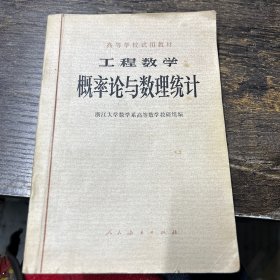 高等学校试用教材
工程数学
概率论与数理统计
浙江大学数学系高等数学教研组编
人民教育出版社